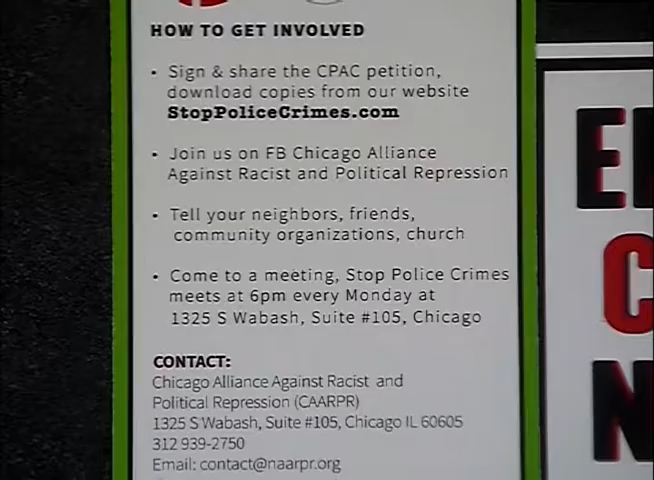 HOW TO GET INVOLVED
• Sign & share the CPAC petition,
download copies from our website
StopPoliceCrimes.com
• Join us on FB Chicago Alliance
Against Racist and Political Repression
• Tell your neighbors, friends,
community organizations, church
• Come to a meeting, Stop Police Crimes
meets at 6pm every Monday at
1325 S Wabash, Suite #105, Chicago
CONTACT:
Chicago Alliance Against Racist and
Political Repression (CAARPR)
1325 S Wabash, Suite #105, Chicago IL 60605
312 939-2750
Email: contact@naarpr.org